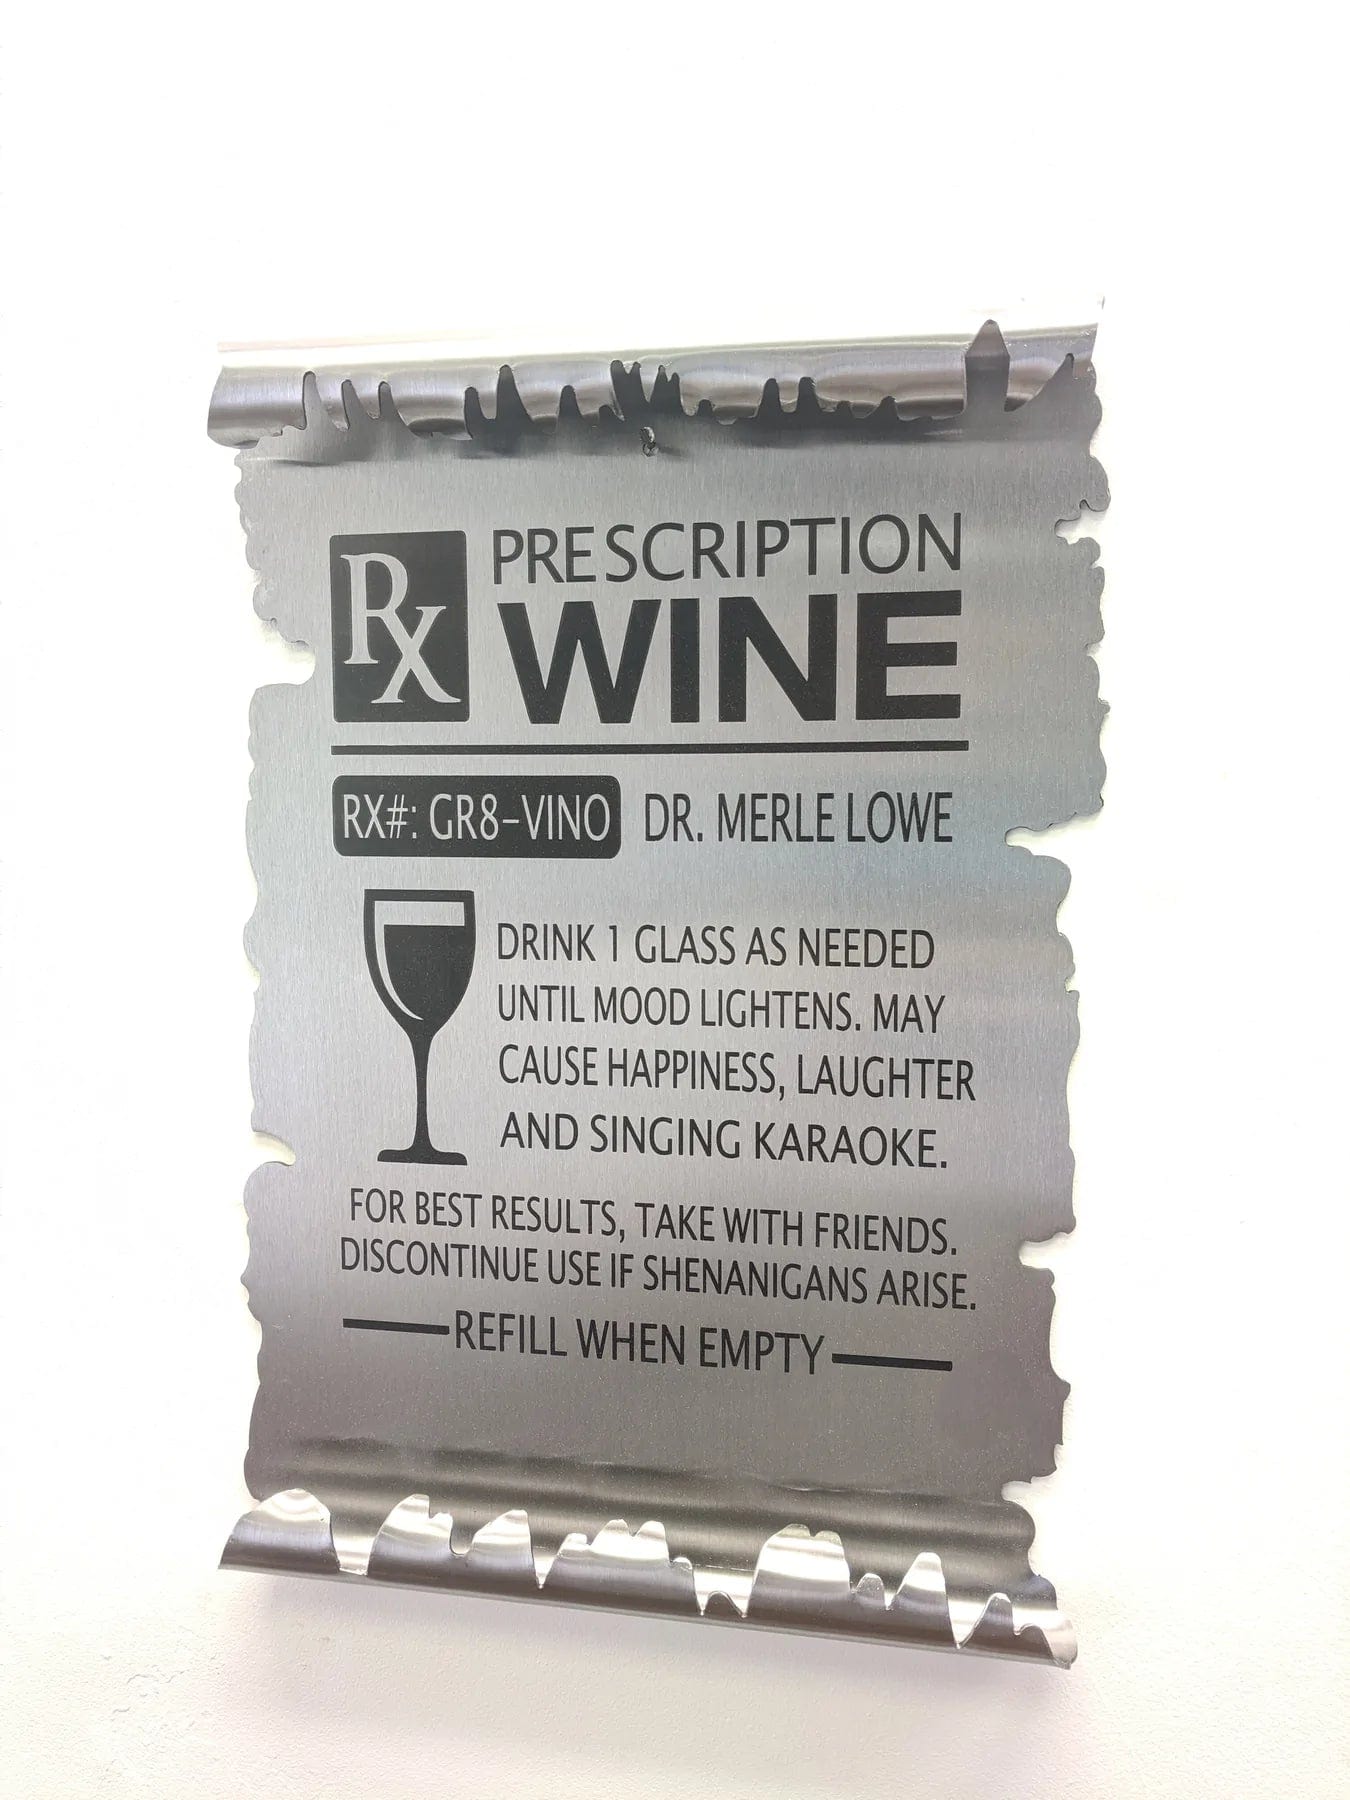 Rx PRESCRIPTION
WINE
RX#: GR8-VINO DR. MERLE LOWE
DRINK 1 GLASS AS NEEDED
UNTIL MOOD LIGHTENS. MAY
CAUSE HAPPINESS, LAUGHTER
AND SINGING KARAOKE.
FOR BEST RESULTS, TAKE WITH FRIENDS.
DISCONTINUE USE IF SHENANIGANS ARISE.
REFILL WHEN EMPTY